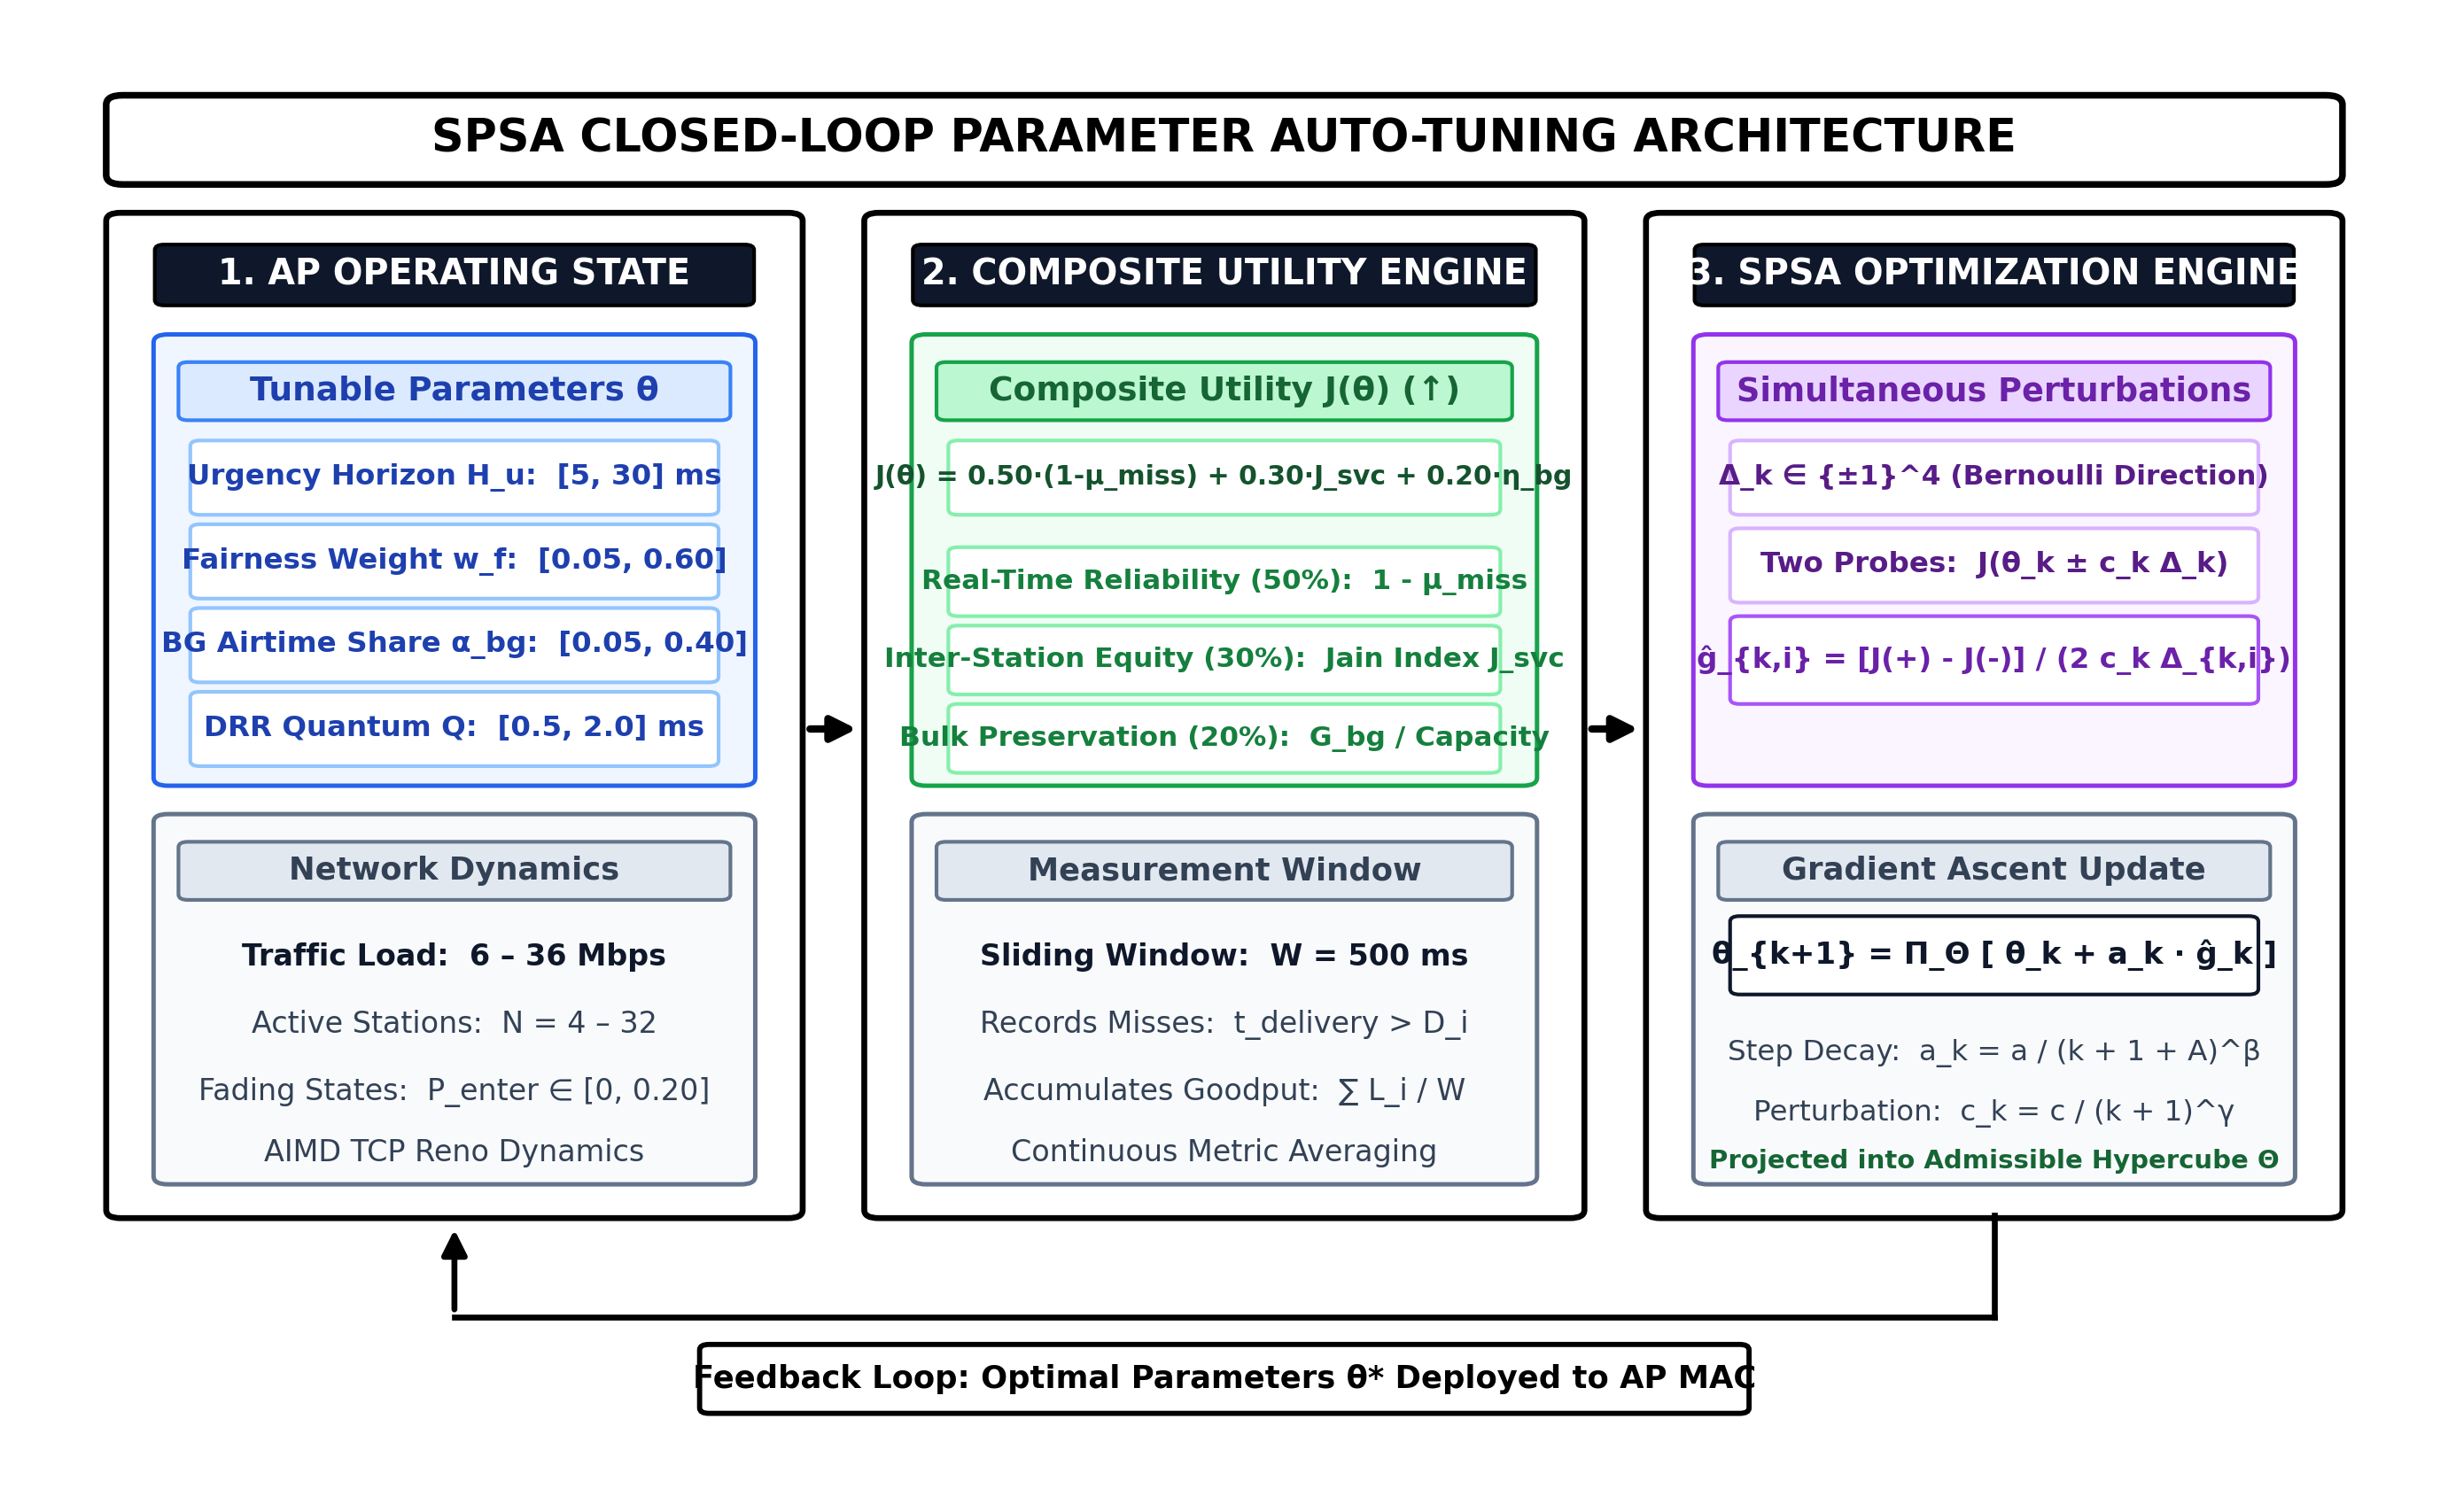 SPSA CLOSED-LOOP PARAMETER AUTO-TUNING ARCHITECTURE
1. AP OPERATING STATE
Tunable Parameters θ
Urgency Horizon H_u:  [5, 30] ms
Fairness Weight w_f:  [0.05, 0.60]
BG Airtime Share α_bg:  [0.05, 0.40]
DRR Quantum Q:  [0.5, 2.0] ms
Network Dynamics
Traffic Load:  6 – 36 Mbps
Active Stations:  N = 4 – 32
Fading States:  P_enter ∈ [0, 0.20]
AIMD TCP Reno Dynamics
2. COMPOSITE UTILITY ENGINE
Composite Utility J(θ) (↑)
J(θ) = 0.50·(1-μ_miss) + 0.30·J_svc + 0.20·η_bg
Real-Time Reliability (50%):  1 - μ_miss
Inter-Station Equity (30%):  Jain Index J_svc
Bulk Preservation (20%):  G_bg / Capacity
Measurement Window
Sliding Window:  W = 500 ms
Records Misses:  t_delivery > D_i
Accumulates Goodput:  ∑ L_i / W
Continuous Metric Averaging
3. SPSA OPTIMIZATION ENGINE
Simultaneous Perturbations
Δ_k ∈ {±1}^4 (Bernoulli Direction)
Two Probes:  J(θ_k ± c_k Δ_k)
ĝ_{k,i} = [J(+) - J(-)] / (2 c_k Δ_{k,i})
Gradient Ascent Update
θ_{k+1} = Π_Θ [ θ_k + a_k · ĝ_k ]
Step Decay:  a_k = a / (k + 1 + A)^β
Perturbation:  c_k = c / (k + 1)^γ
Projected into Admissible Hypercube Θ
Feedback Loop: Optimal Parameters θ* Deployed to AP MAC